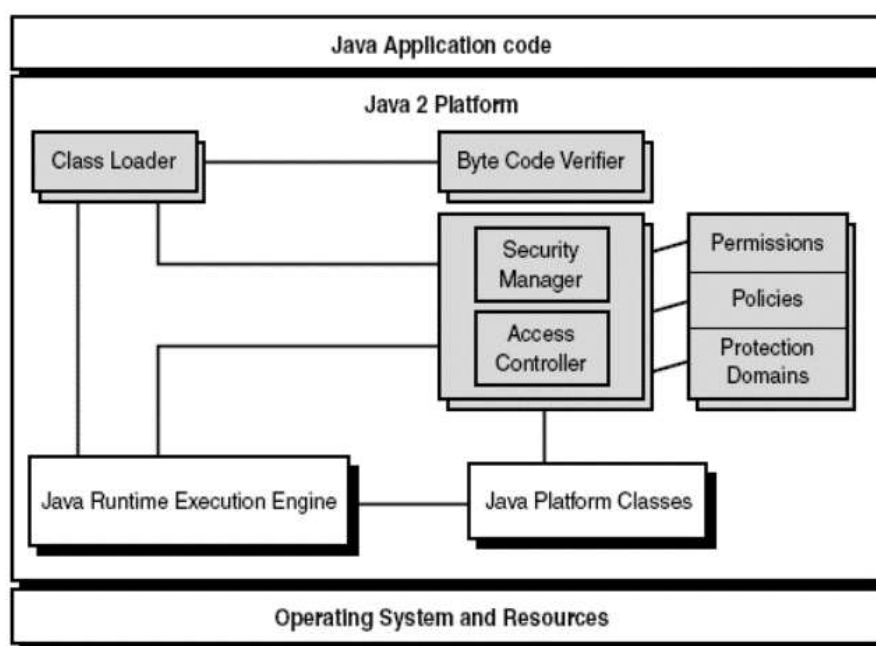 Java Application code
Java 2 Platform
Class Loader
Byte Code Verifier
Security
Manager
Access
Controller
Permissions
Policies
Protection
Domains
Java Runtime Execution Engine
Java Platform Classes
Operating System and Resources